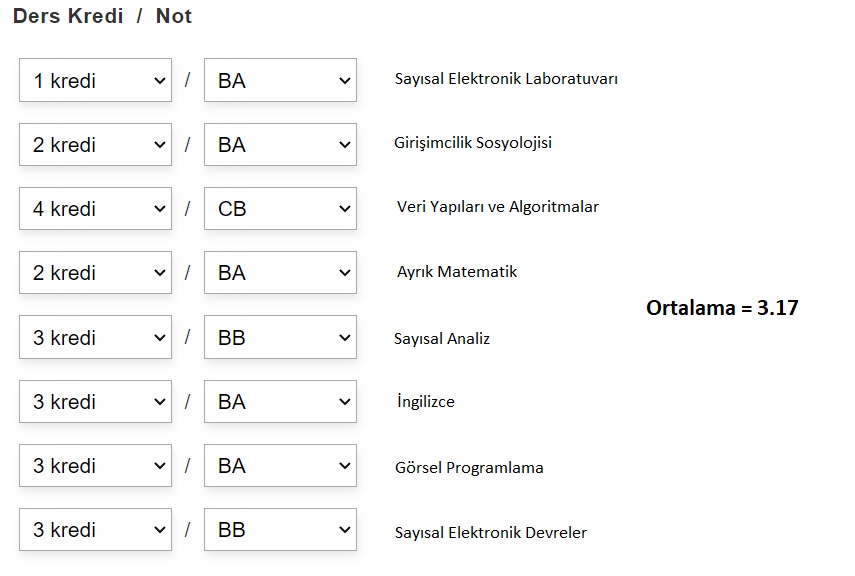 Ders Kredi / Not
1 kredi / BA Sayısal Elektronik Laboratuvarı
2 kredi / BA Girişimcilik Sosyolojisi
4 kredi / CB Veri Yapıları ve Algoritmalar
2 kredi / BA Ayrık Matematik
Ortalama = 3.17
3 kredi / BB Sayısal Analiz
3 kredi / BA İngilizce
3 kredi / BA Görsel Programlama
3 kredi / BB Sayısal Elektronik Devreler